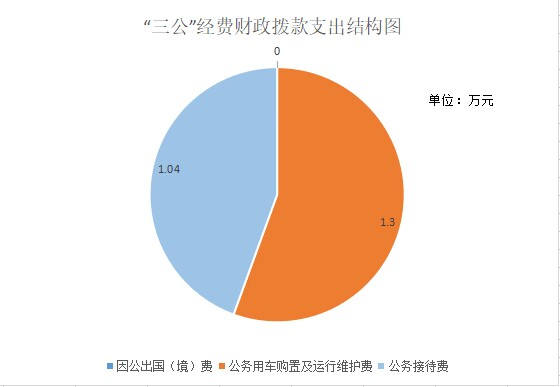 “三公”经费财政拨款支出结构图
0
单位：万元
1.04
1.3
因公出国（境）费 公务用车购置及运行维护费 公务接待费